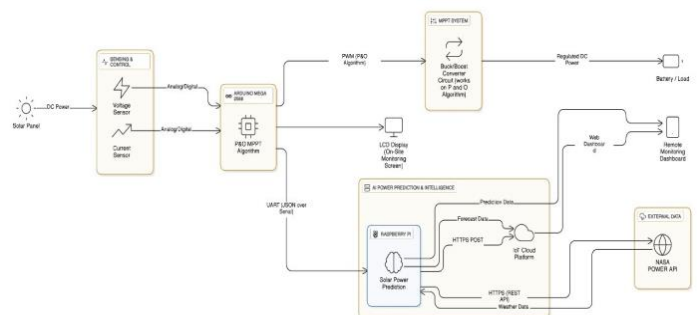 MPPT SYSTEM
SENSING &
CONTROL
PWM (P&O
Algorithm)
Buck/Boost
Converter
Circuit (works
on P and O
Algorithm)
Regulated DC
Power
Battery / Load
DC Power
Solar Panel
Voltage
Sensor
Analog/Digital
ARDUINO MEGA
Current
Sensor
Analog/Digital
P&O MPPT
Algorithm
LCD Display
(On-Site
Monitoring
Screen)
Web
Dashboar
d
Remote
Monitoring
Dashboard
UART (JSON over
Serial)
AI POWER PREDICTION & INTELLIGENCE
Prediction Data
Forecast Data
HTTPS POST
IoT Cloud
Platform
RASPBERRY PI
Solar Power
Prediction
EXTERNAL DATA
NASA
POWER API
HTTPS (REST
API)
Weather Data